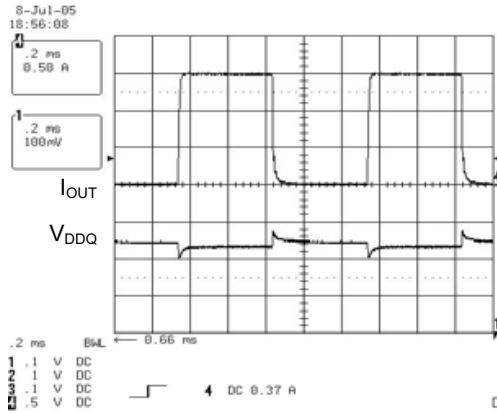 8-Jul-05
18:56:08
4
.2 ms
0.50 A
1
.2 ms
100mV
IOUT
VDDQ
.2 ms BWL
0.66 ms
1 .1 V DC
2 1 V DC
3 .1 V DC
4 .5 V DC
4 DC 0.37 A